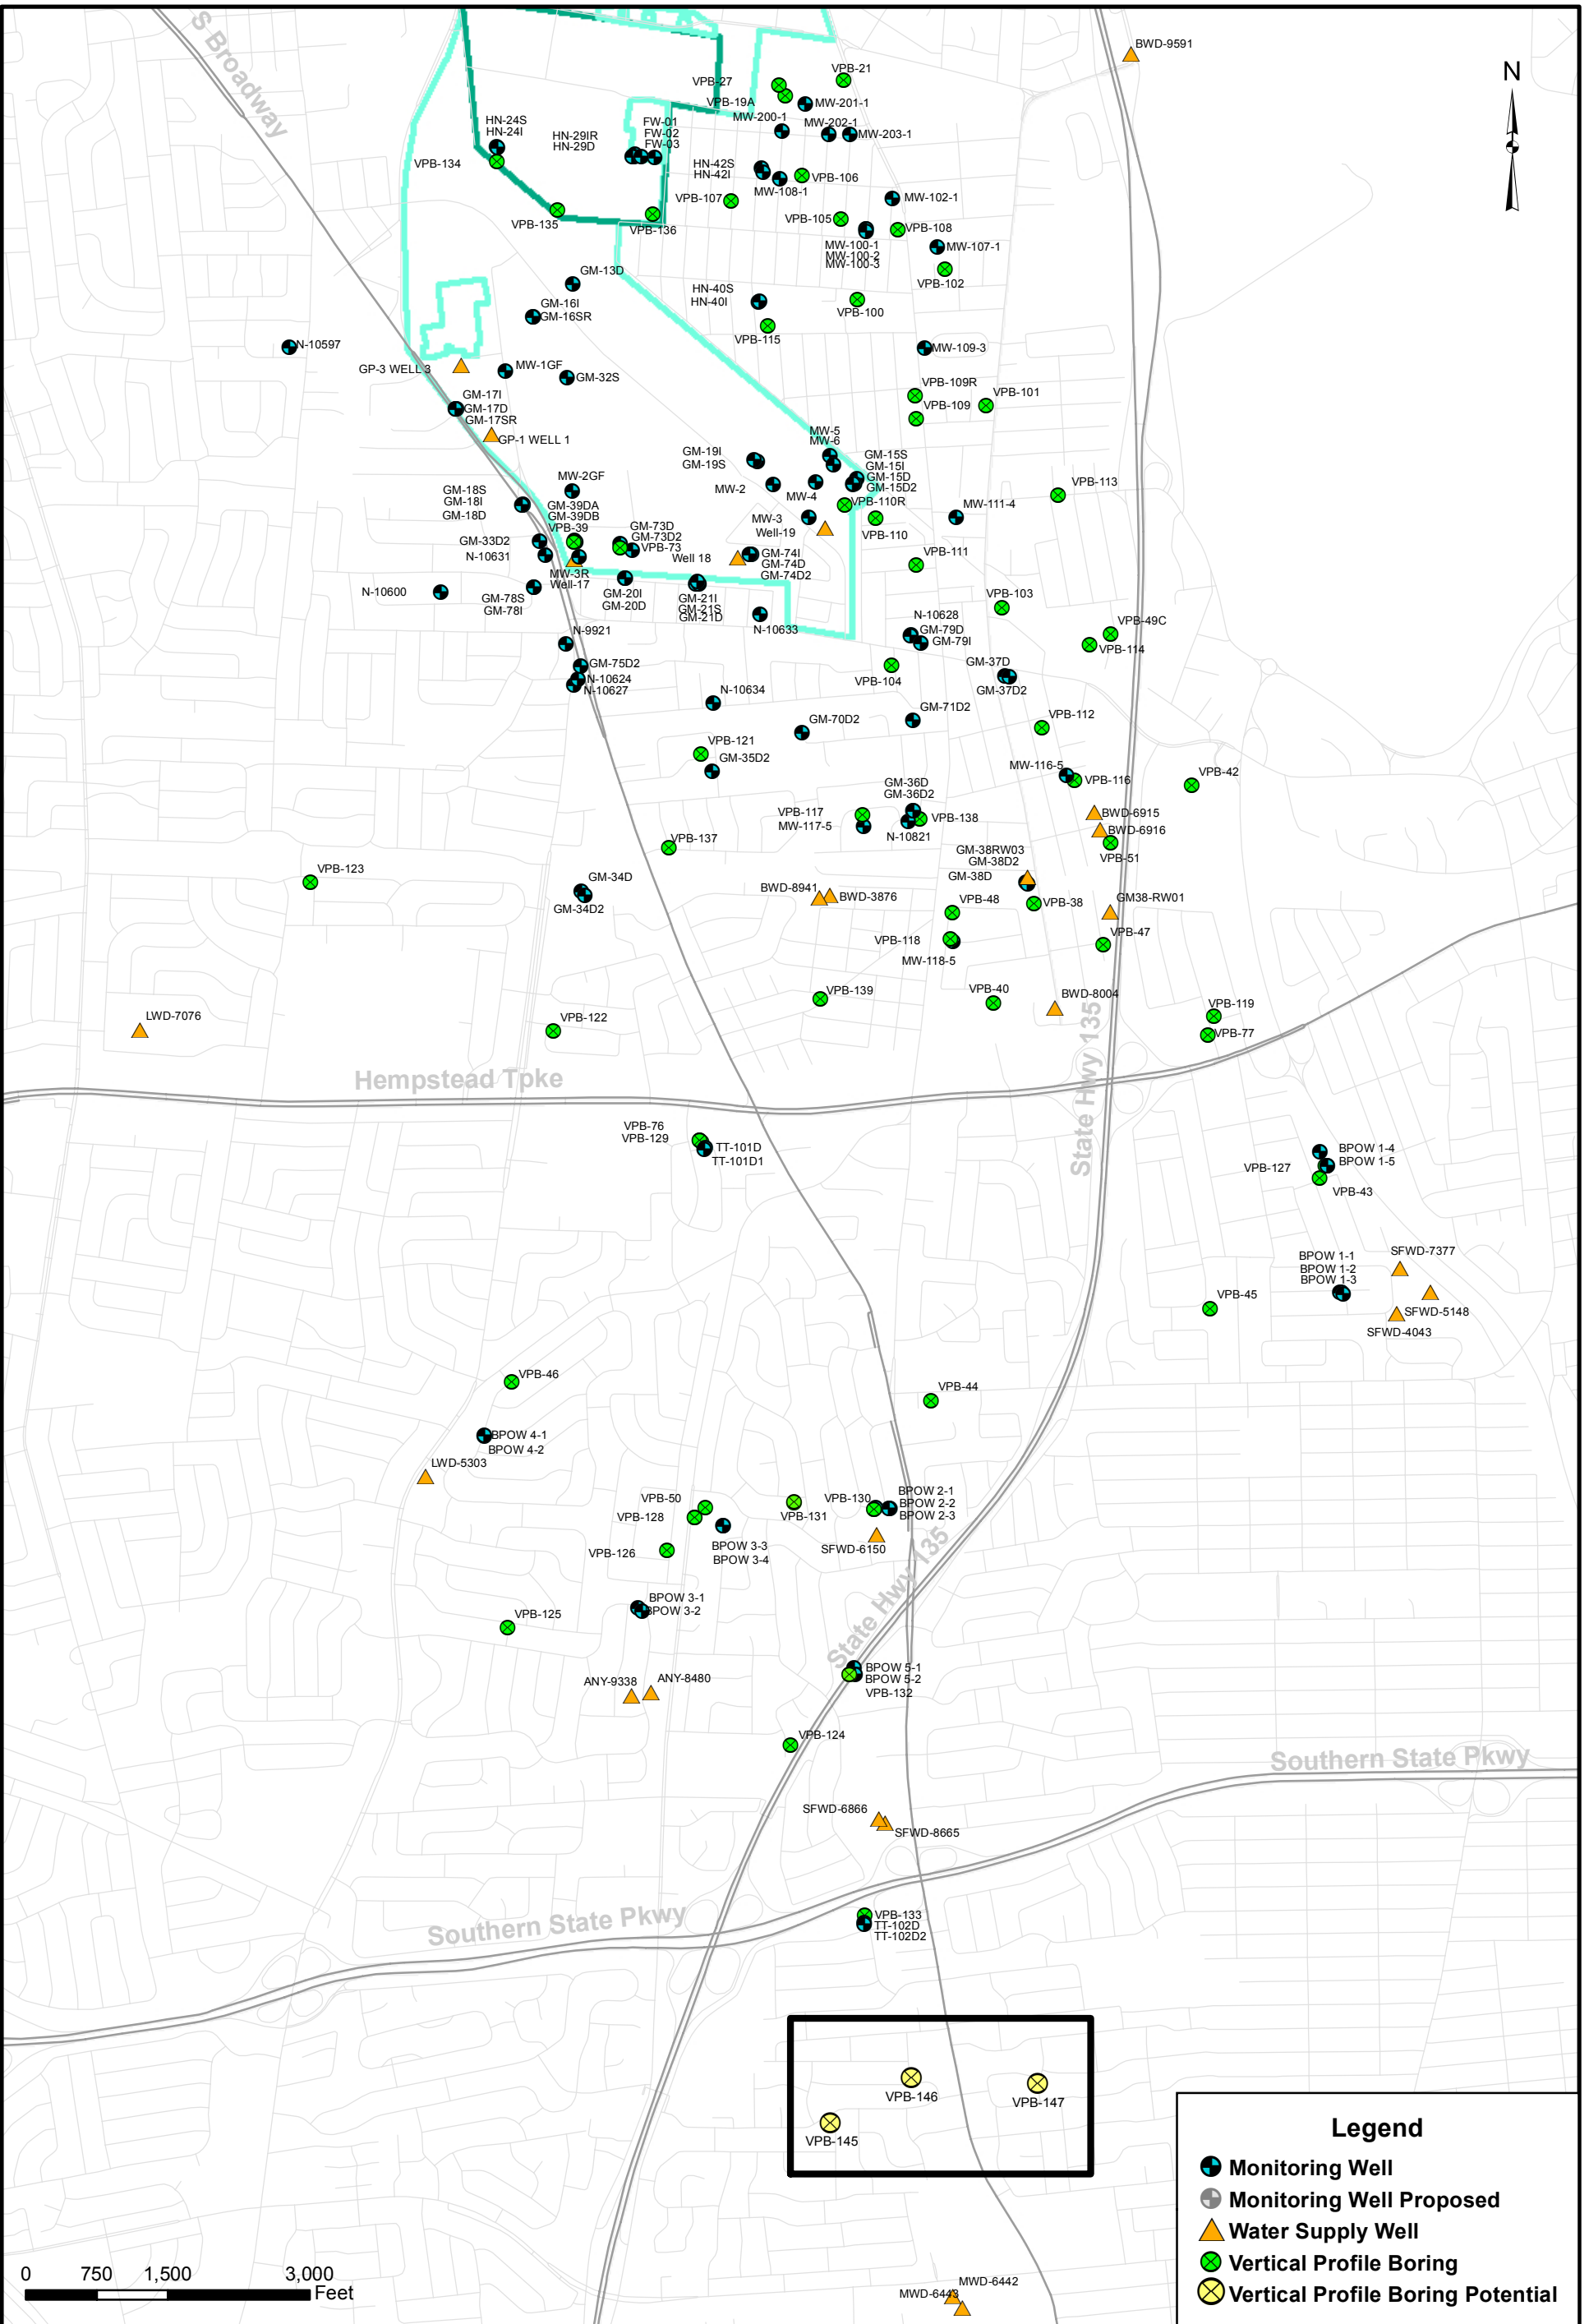 S Broadway
BWD-9591
N
VPB-27
VPB-21
VPB-19A
MW-201-1
MW-200-1
MW-202-1
MW-203-1
HN-24S
HN-24I
VPB-134
HN-29IR
HN-29D
FW-01
FW-02
FW-03
HN-42S
HN-42I
MW-108-1
VPB-106
VPB-107
MW-102-1
VPB-135
VPB-136
VPB-105
VPB-108
MW-100-1
MW-100-2
MW-100-3
MW-107-1
VPB-102
GM-13D
GM-16I
GM-16SR
HN-40S
HN-40I
VPB-100
VPB-115
N-10597
MW-109-3
GP-3 WELL 3
MW-1GF
GM-32S
VPB-109R
VPB-101
VPB-109
GM-17I
GM-17D
GM-17SR
GP-1 WELL 1
MW-5
MW-6
GM-19I
GM-19S
GM-15S
GM-15I
GM-15D
GM-15D2
MW-2
MW-4
VPB-113
MW-2GF
GM-18S
GM-18I
GM-18D
GM-39DA
GM-39DB
VPB-39
VPB-110R
MW-111-4
MW-3
Well-19
VPB-110
GM-33D2
N-10631
GM-73D
GM-73D2
VPB-73
Well 18
GM-74I
GM-74D
GM-74D2
VPB-111
MW-3R
Well-17
N-10600
GM-78S
GM-78I
GM-20I
GM-20D
GM-21I
GM-21S
GM-21D
N-10633
VPB-103
N-10628
GM-79D
GM-79I
VPB-49C
VPB-114
N-9921
GM-75D2
N-10624
N-10627
VPB-104
GM-37D
GM-37D2
N-10634
GM-70D2
GM-71D2
VPB-112
VPB-121
GM-35D2
MW-116-5
VPB-116
VPB-42
GM-36D
GM-36D2
VPB-117
MW-117-5
VPB-138
N-10821
BWD-6915
BWD-6916
VPB-51
VPB-137
VPB-123
GM-38RW03
GM-38D2
GM-38D
GM-34D
GM-34D2
BWD-8941
BWD-3876
VPB-48
VPB-38
GM38-RW01
VPB-118
MW-118-5
VPB-47
VPB-139
VPB-40
BWD-8004
LWD-7076
VPB-122
VPB-119
VPB-77
State Hwy 135
Hempstead Tpke
VPB-76
VPB-129
TT-101D
TT-101D1
BPOW 1-4
BPOW 1-5
VPB-127
VPB-43
BPOW 1-1
BPOW 1-2
BPOW 1-3
SFWD-7377
VPB-45
SFWD-5148
SFWD-4043
VPB-46
VPB-44
BPOW 4-1
BPOW 4-2
LWD-5303
VPB-50
VPB-128
VPB-131
VPB-130
BPOW 2-1
BPOW 2-2
BPOW 2-3
BPOW 3-3
BPOW 3-4
SFWD-6150
VPB-126
State Hwy 135
BPOW 3-1
BPOW 3-2
VPB-125
BPOW 5-1
BPOW 5-2
VPB-132
ANY-9338
ANY-8480
VPB-124
Southern State Pkwy
SFWD-6866
SFWD-8665
Southern State Pkwy
VPB-133
TT-102D
TT-102D2
VPB-146
VPB-147
VPB-145
Legend
Monitoring Well
Monitoring Well Proposed
Water Supply Well
Vertical Profile Boring
Vertical Profile Boring Potential
0 750 1,500 3,000
Feet
MWD-6442
MWD-6443